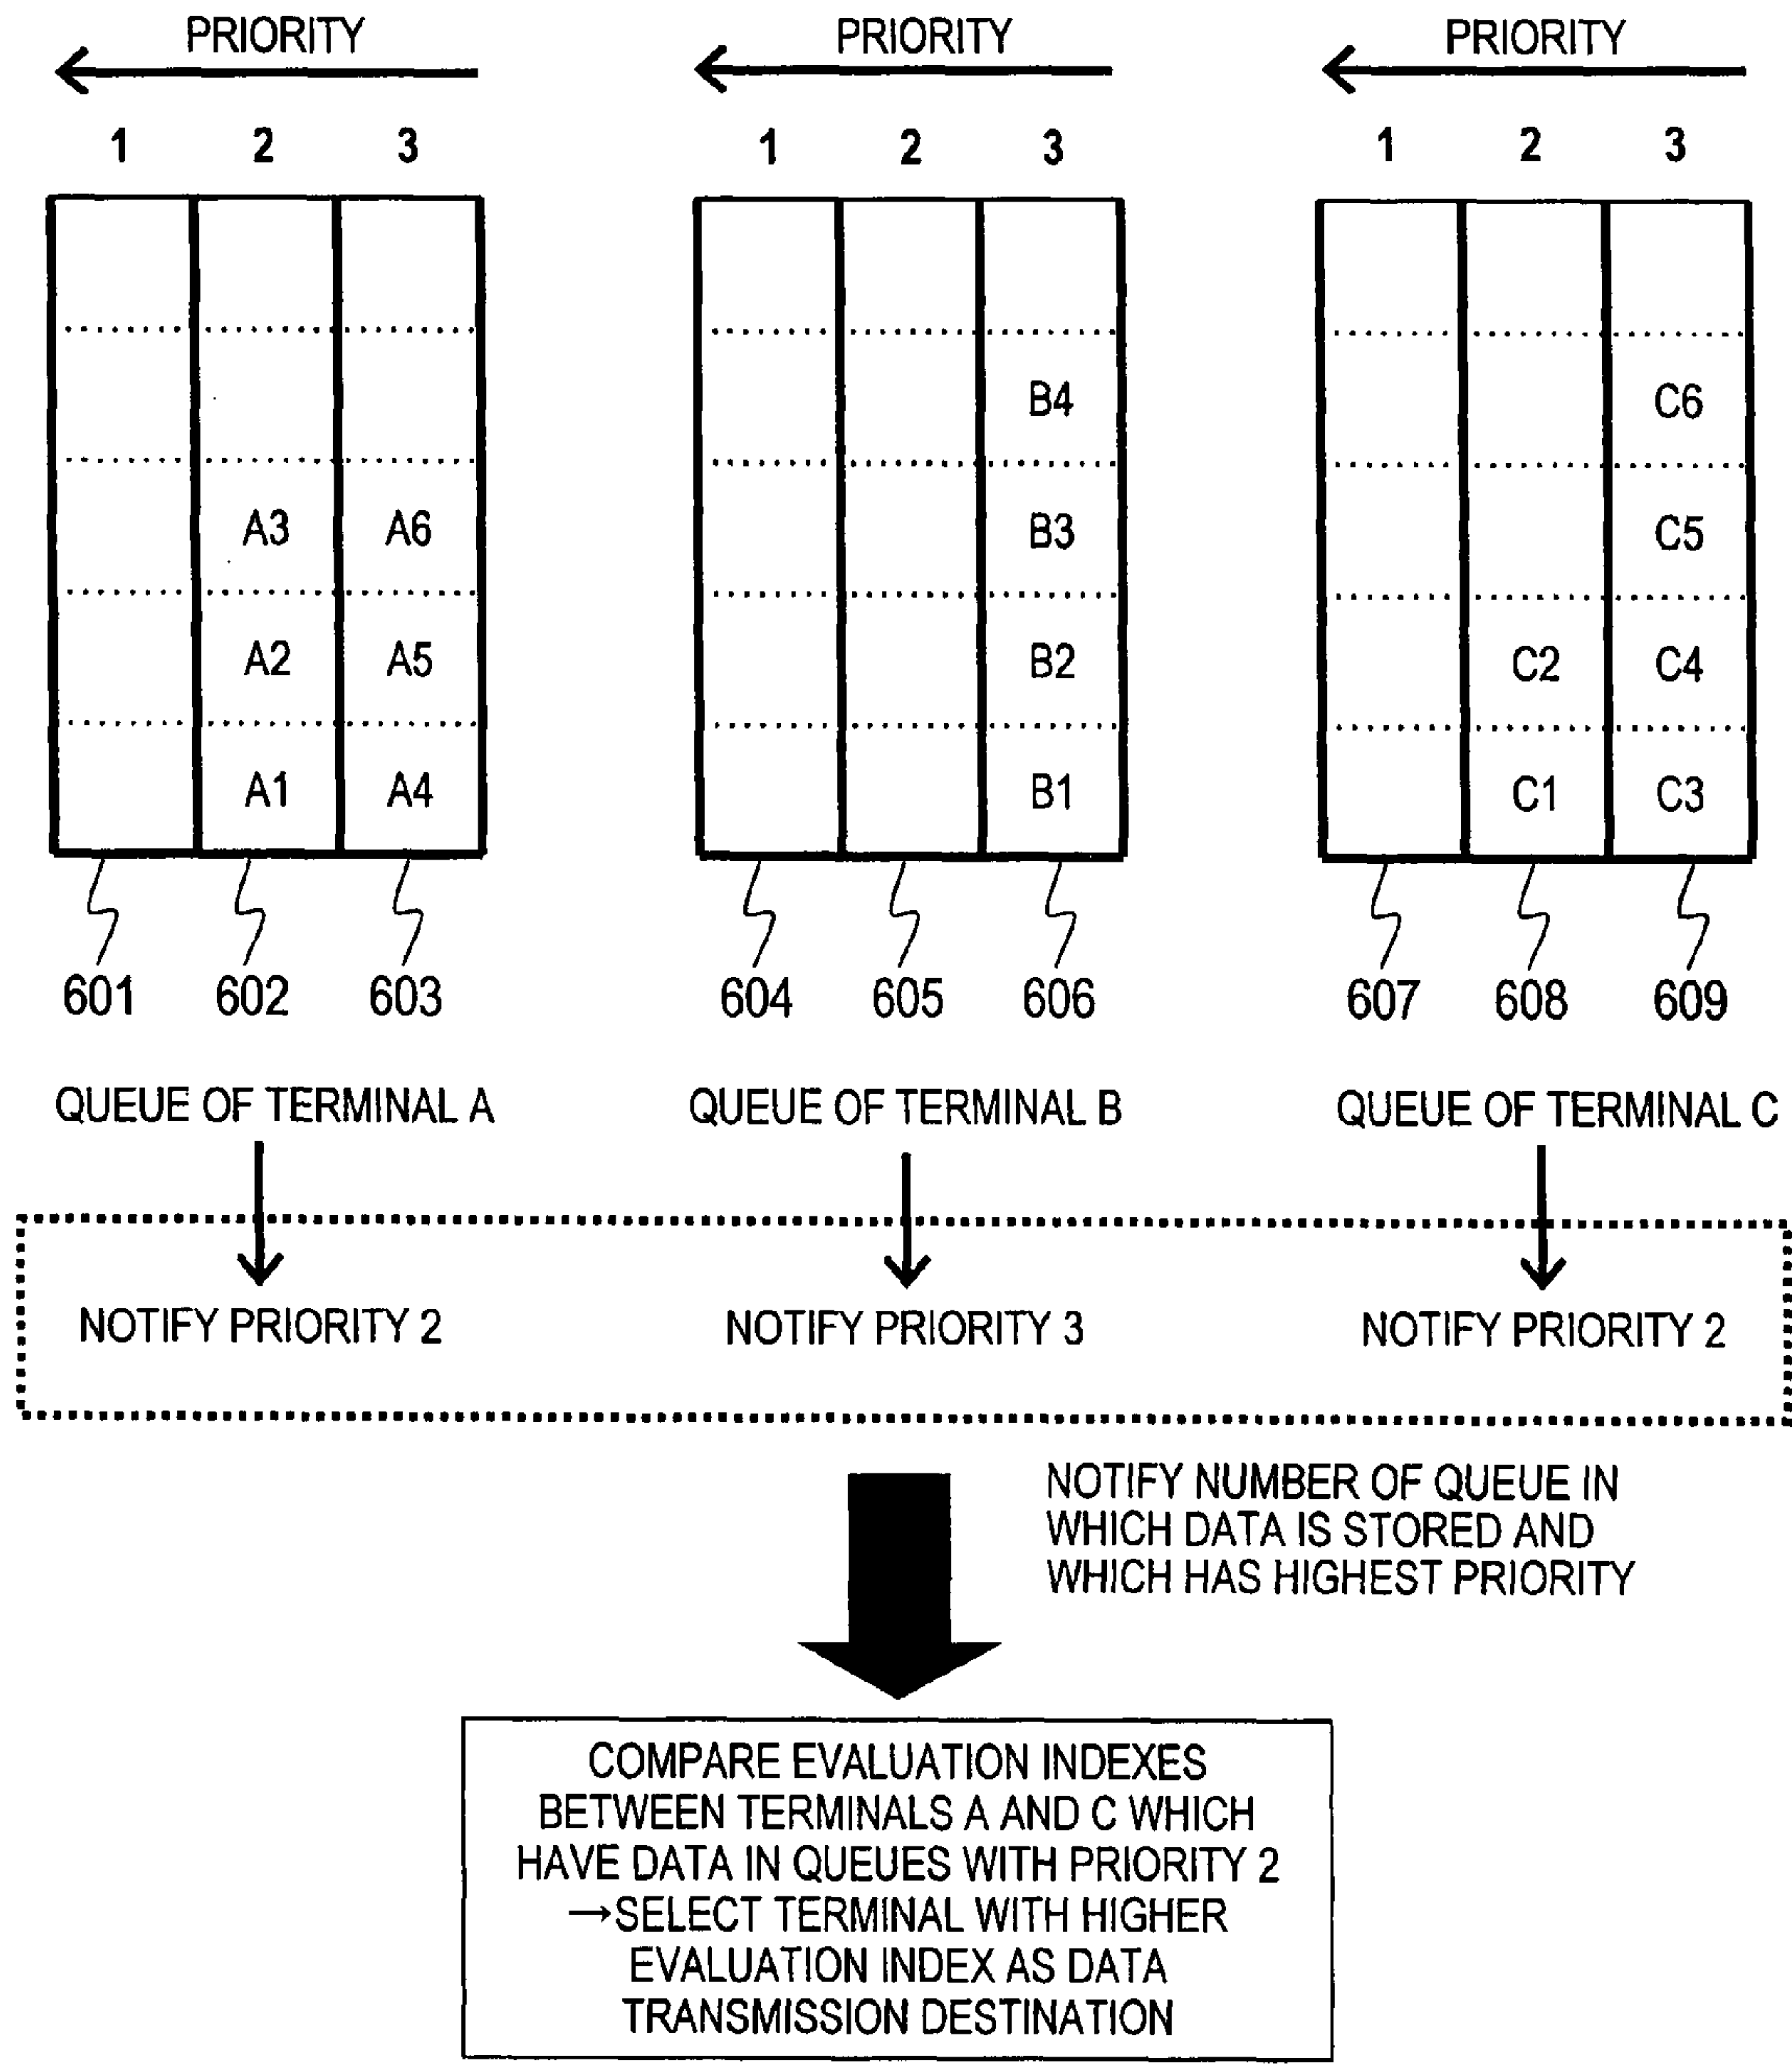 PRIORITY PRIORITY PRIORITY
1 2 3 1 2 3 1 2 3
B4 C6
A3 A6 B3 C5
A2 A5 B2 C2 C4
A1 A4 B1 C1 C3
601 602 603 604 605 606 607 608 609
QUEUE OF TERMINAL A QUEUE OF TERMINAL B QUEUE OF TERMINAL C
NOTIFY PRIORITY 2 NOTIFY PRIORITY 3 NOTIFY PRIORITY 2
NOTIFY NUMBER OF QUEUE IN
WHICH DATA IS STORED AND
WHICH HAS HIGHEST PRIORITY
COMPARE EVALUATION INDEXES
BETWEEN TERMINALS A AND C WHICH
HAVE DATA IN QUEUES WITH PRIORITY 2
→SELECT TERMINAL WITH HIGHER
EVALUATION INDEX AS DATA
TRANSMISSION DESTINATION